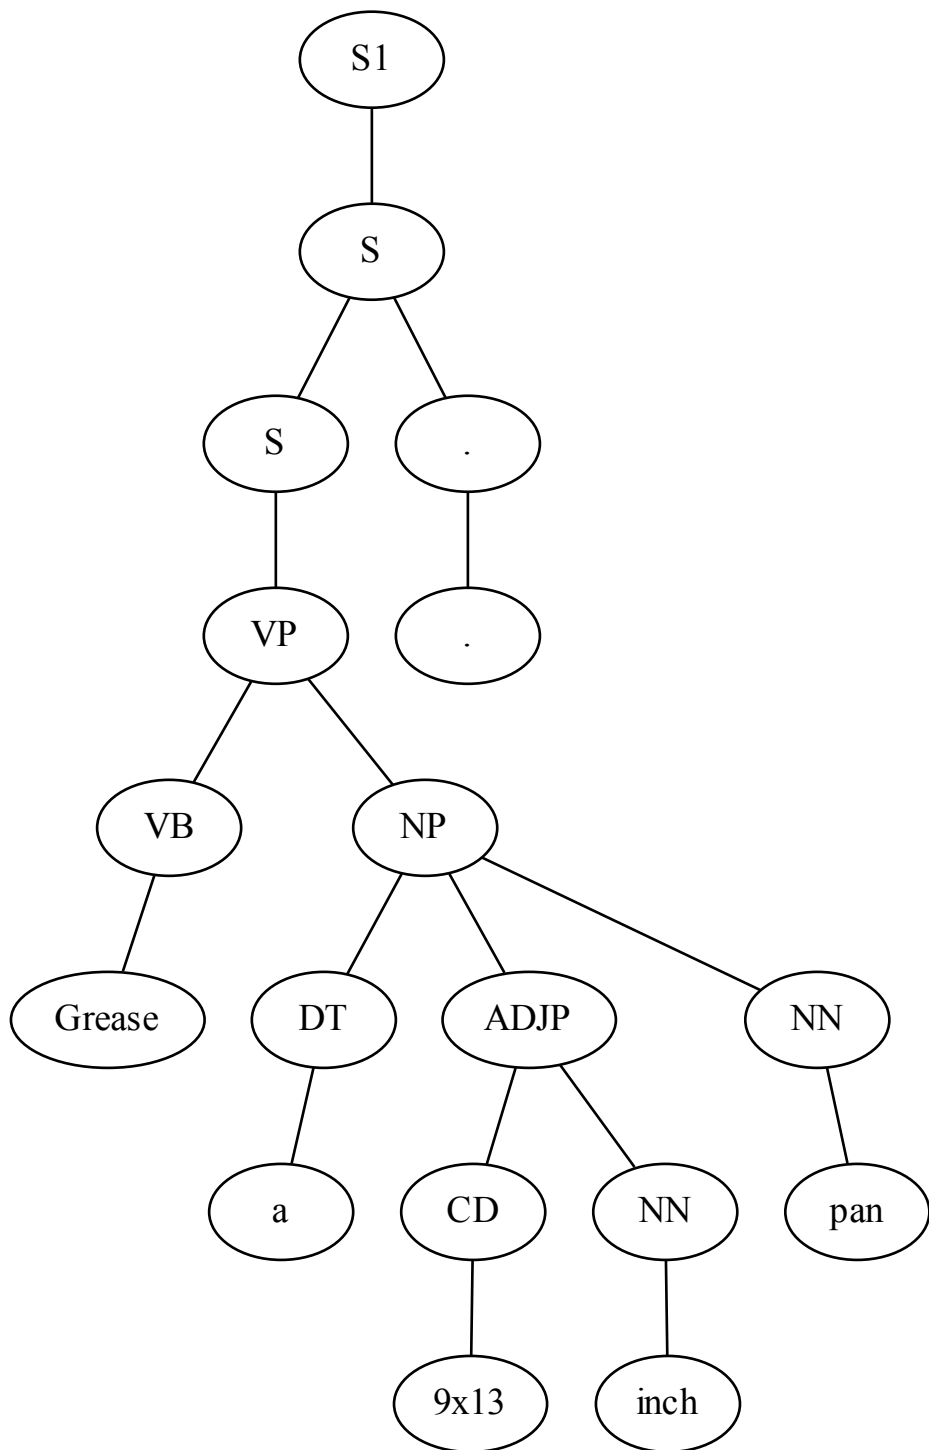 S1
S
S .
VP .
VB NP
Grease DT ADJP NN
a CD NN pan
9x13 inch